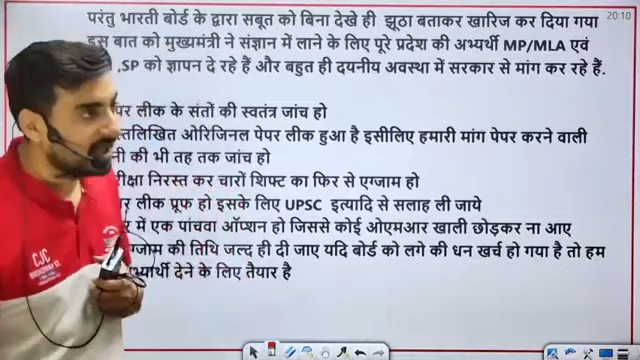 20:10
परंतु भारती बोर्ड के द्वारा सबूत को बिना देखे ही झूठा बताकर खारिज कर दिया गया
इस बात को मुख्यमंत्री ने संज्ञान में लाने के लिए पूरे प्रदेश की अभ्यर्थी MP/MLA एवं
,SP को ज्ञापन दे रहे हैं और बहुत ही दयनीय अवस्था में सरकार से मांग कर रहे हैं.
पर लीक के संतों की स्वतंत्र जांच हो
स्तलिखित ओरिजिनल पेपर लीक हुआ है इसीलिए हमारी मांग पेपर करने वाली
नी की भी तह तक जांच हो
रीक्षा निरस्त कर चारों शिफ्ट का फिर से एग्जाम हो
लीक प्रूफ हो इसके लिए UPSC इत्यादि से सलाह ली जाये
में एक पांचवा ऑप्शन हो जिससे कोई ओएमआर खाली छोड़कर ना आए
ग्जाम की तिथि जल्द ही दी जाए यदि बोर्ड को लगे की धन खर्च हो गया है तो हम
भ्यार्थी देने के लिए तैयार है
CJC